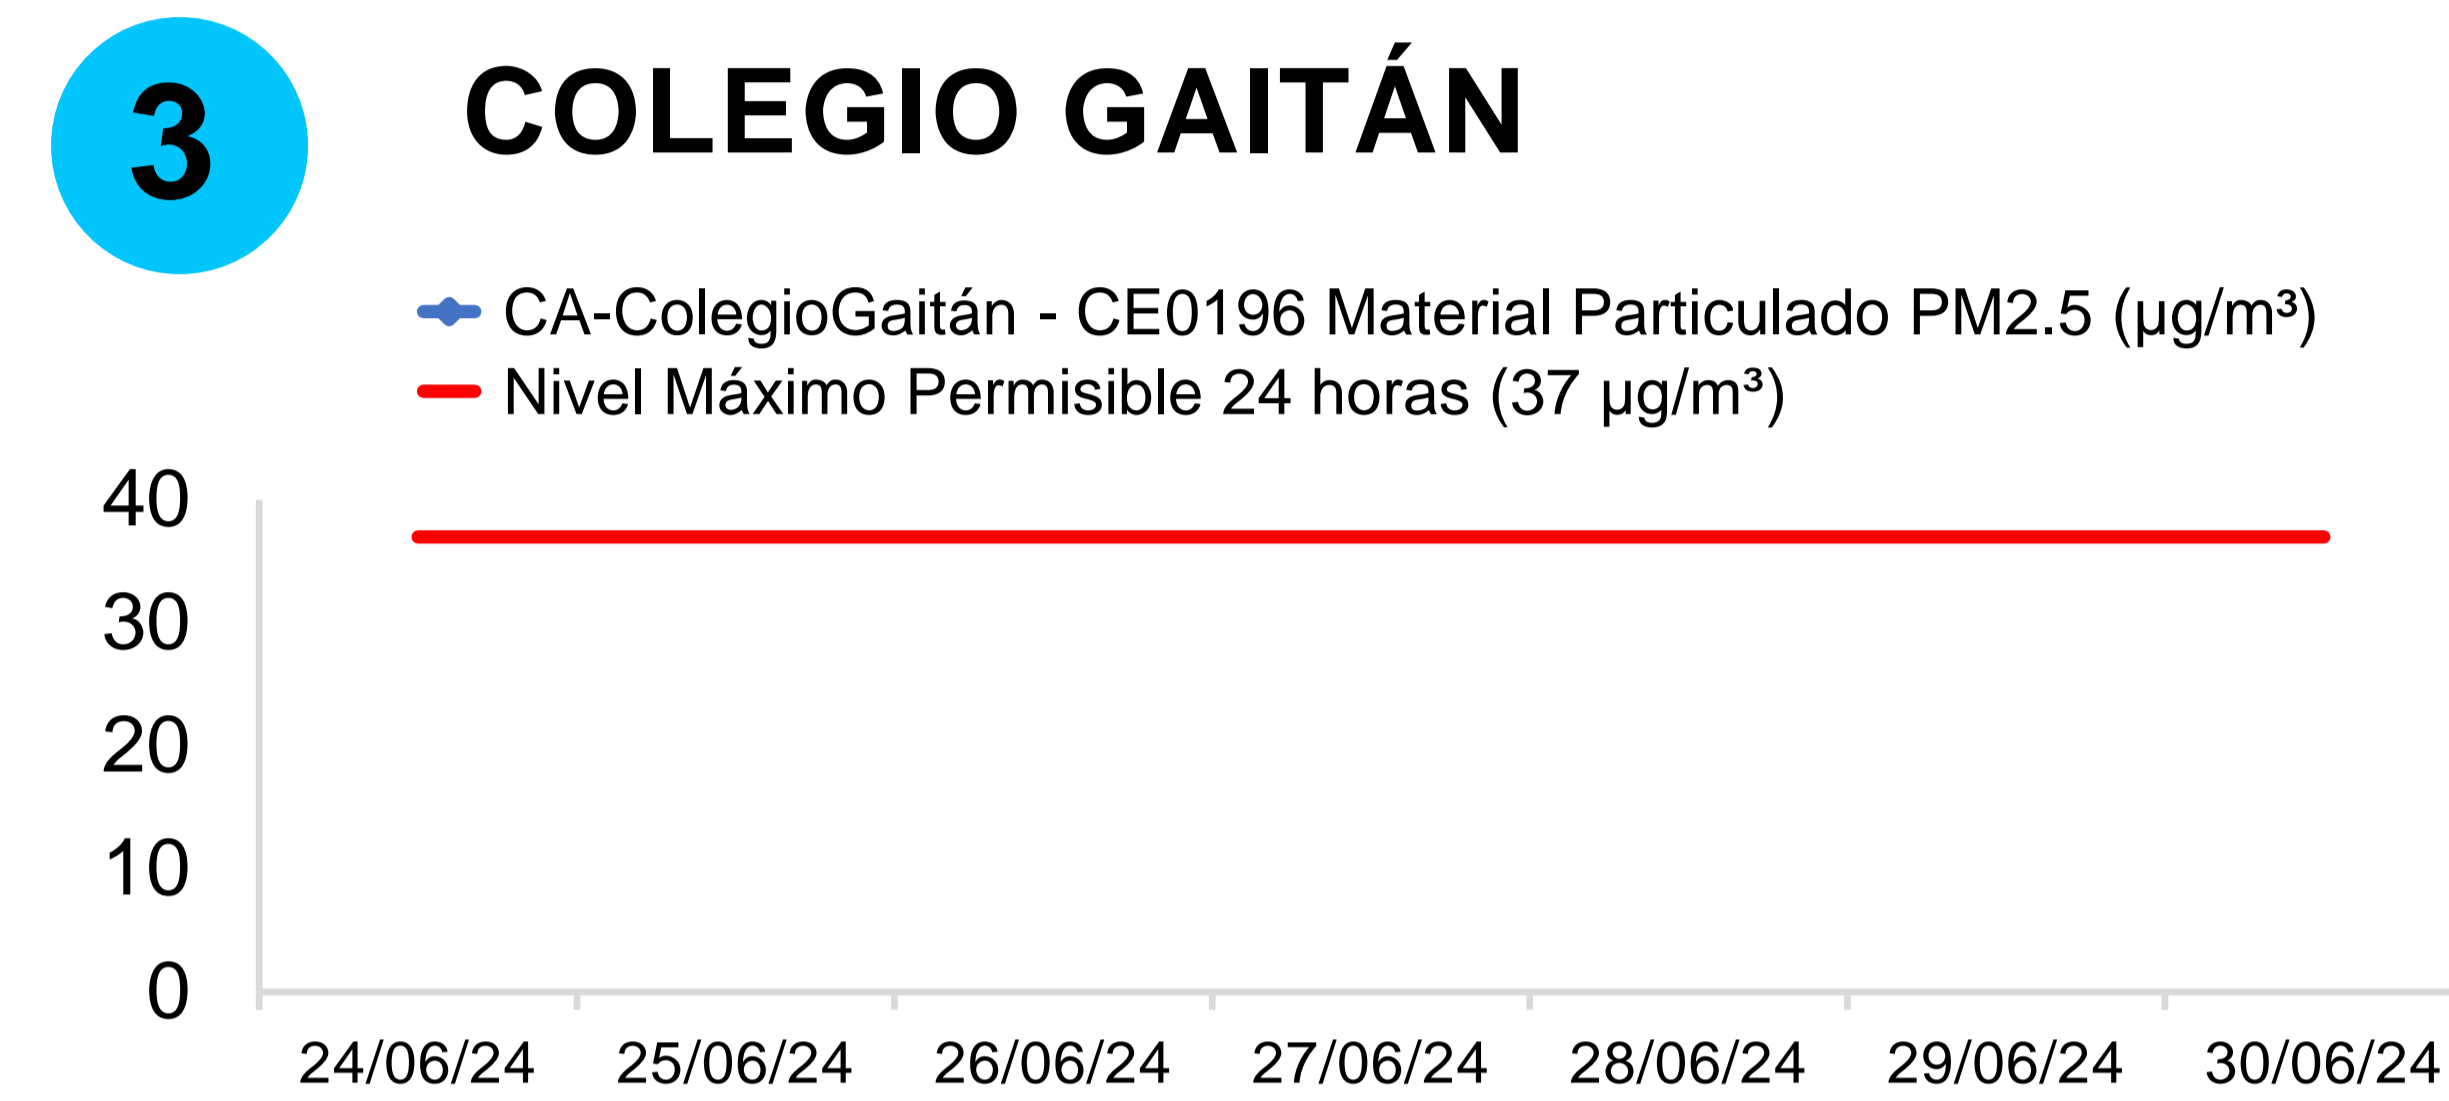 3
COLEGIO GAITÁN
CA-ColegioGaitán - CE0196 Material Particulado PM2.5 (µg/m³)
Nivel Máximo Permisible 24 horas (37 µg/m³)
40
30
20
10
0
24/06/24 25/06/24 26/06/24 27/06/24 28/06/24 29/06/24 30/06/24